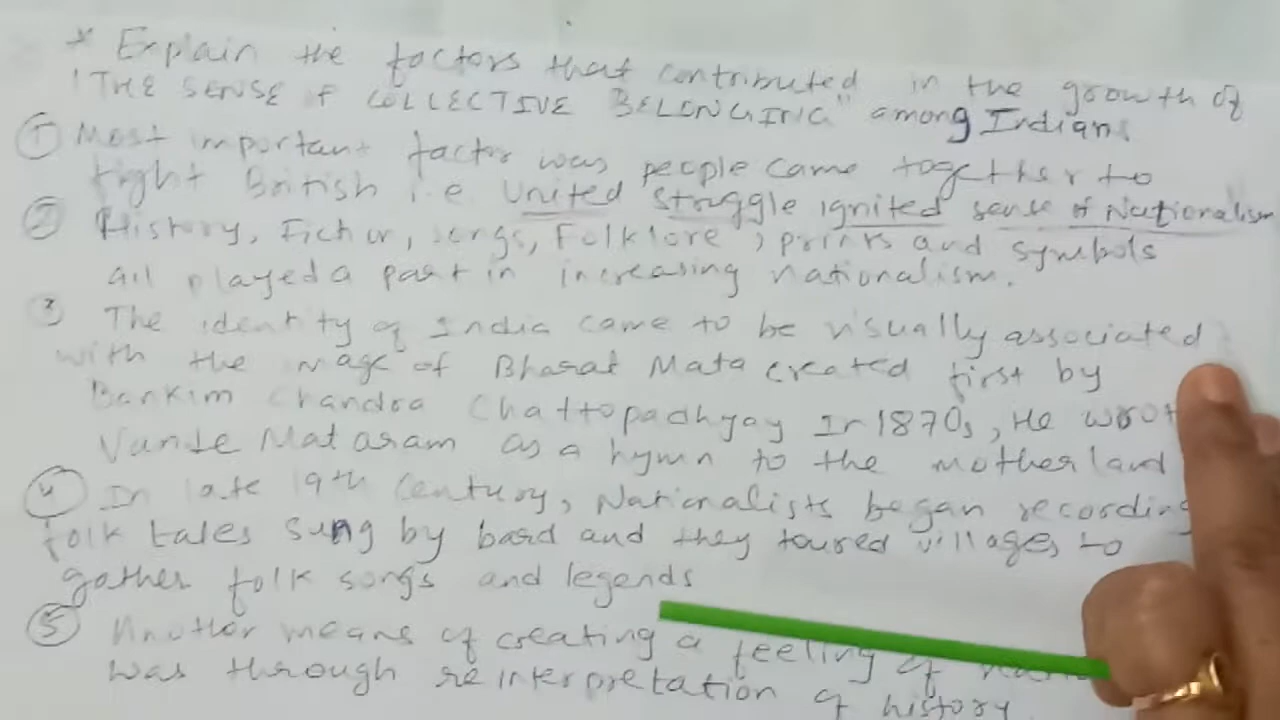 * Explain the factors that contributed in the growth of
"THE SENSE OF COLLECTIVE BELONGING" among Indians
① Most important factor was people came together to
fight British i.e United Struggle ignited sense of Nationalism
② History, Fiction, songs, Folklore, prints and symbols
all played a part in increasing nationalism.
③ The identity of India came to be visually associated
with the image of Bharat Mata created first by
Bankim Chandra Chattopadhyay In 1870s, He wrot
Vande Mataram as a hymn to the motherland
④ In late 19th Century, Nationalists began recording
folk tales sung by bard and they toured villages to
gather folk songs and legends
⑤ Another means of creating a feeling of
was through reinterpretation of history